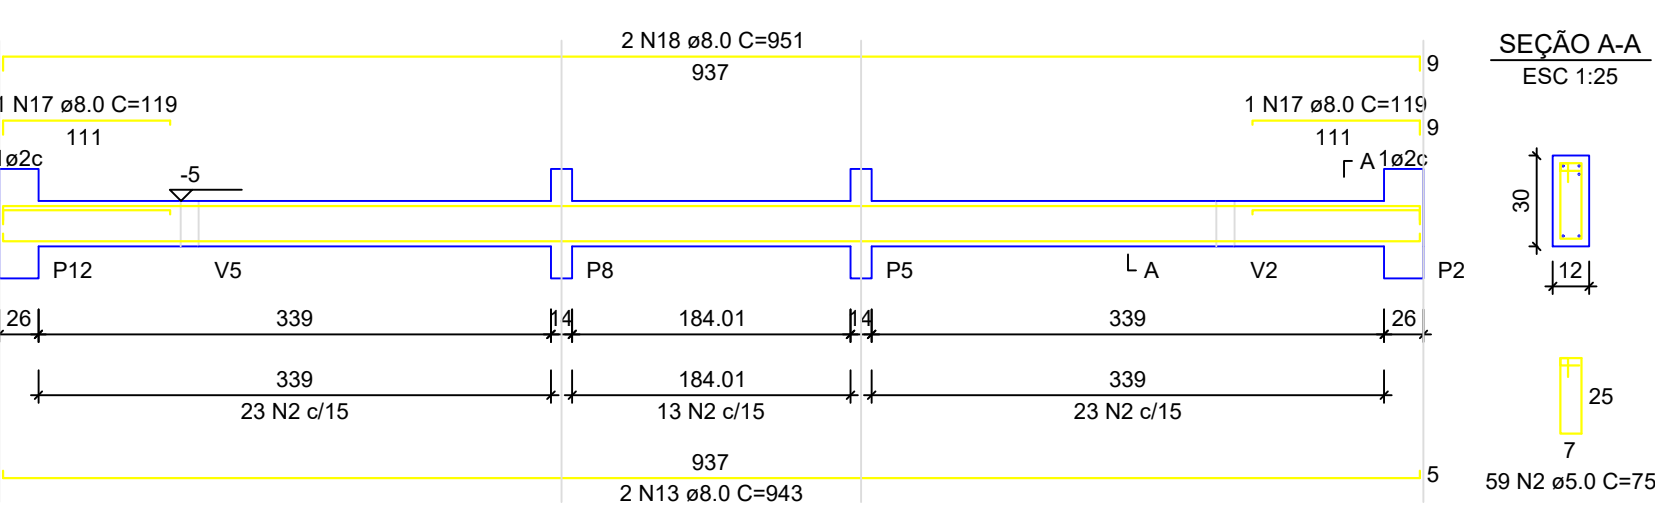 2 N18 ø8.0 C=951
937
9
SEÇÃO A-A
ESC 1:25
1 N17 ø8.0 C=119
111
1 N17 ø8.0 C=119
111
9
1ø2c
-5
A
1ø2c
30
12
P12
V5
P8
P5
A
V2
P2
26
339
14
184.01
14
339
26
339
184.01
339
23 N2 c/15
13 N2 c/15
23 N2 c/15
25
7
59 N2 ø5.0 C=75
937
5
2 N13 ø8.0 C=943